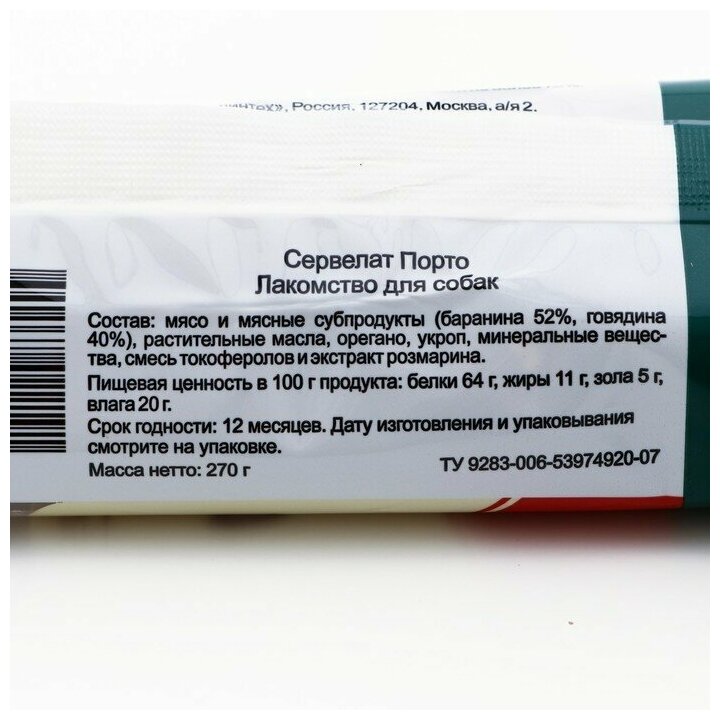 Россия, 127204, Москва, а/я 2.
Сервелат Порто
Лакомство для собак
Состав: мясо и мясные субпродукты (баранина 52%, говядина
40%), растительные масла, орегано, укроп, минеральные вещес-
тва, смесь токоферолов и экстракт розмарина.
Пищевая ценность в 100 г продукта: белки 64 г, жиры 11 г, зола 5 г,
влага 20 г.
Срок годности: 12 месяцев. Дату изготовления и упаковывания
смотрите на упаковке.
Масса нетто: 270 г
ТУ 9283-006-53974920-07